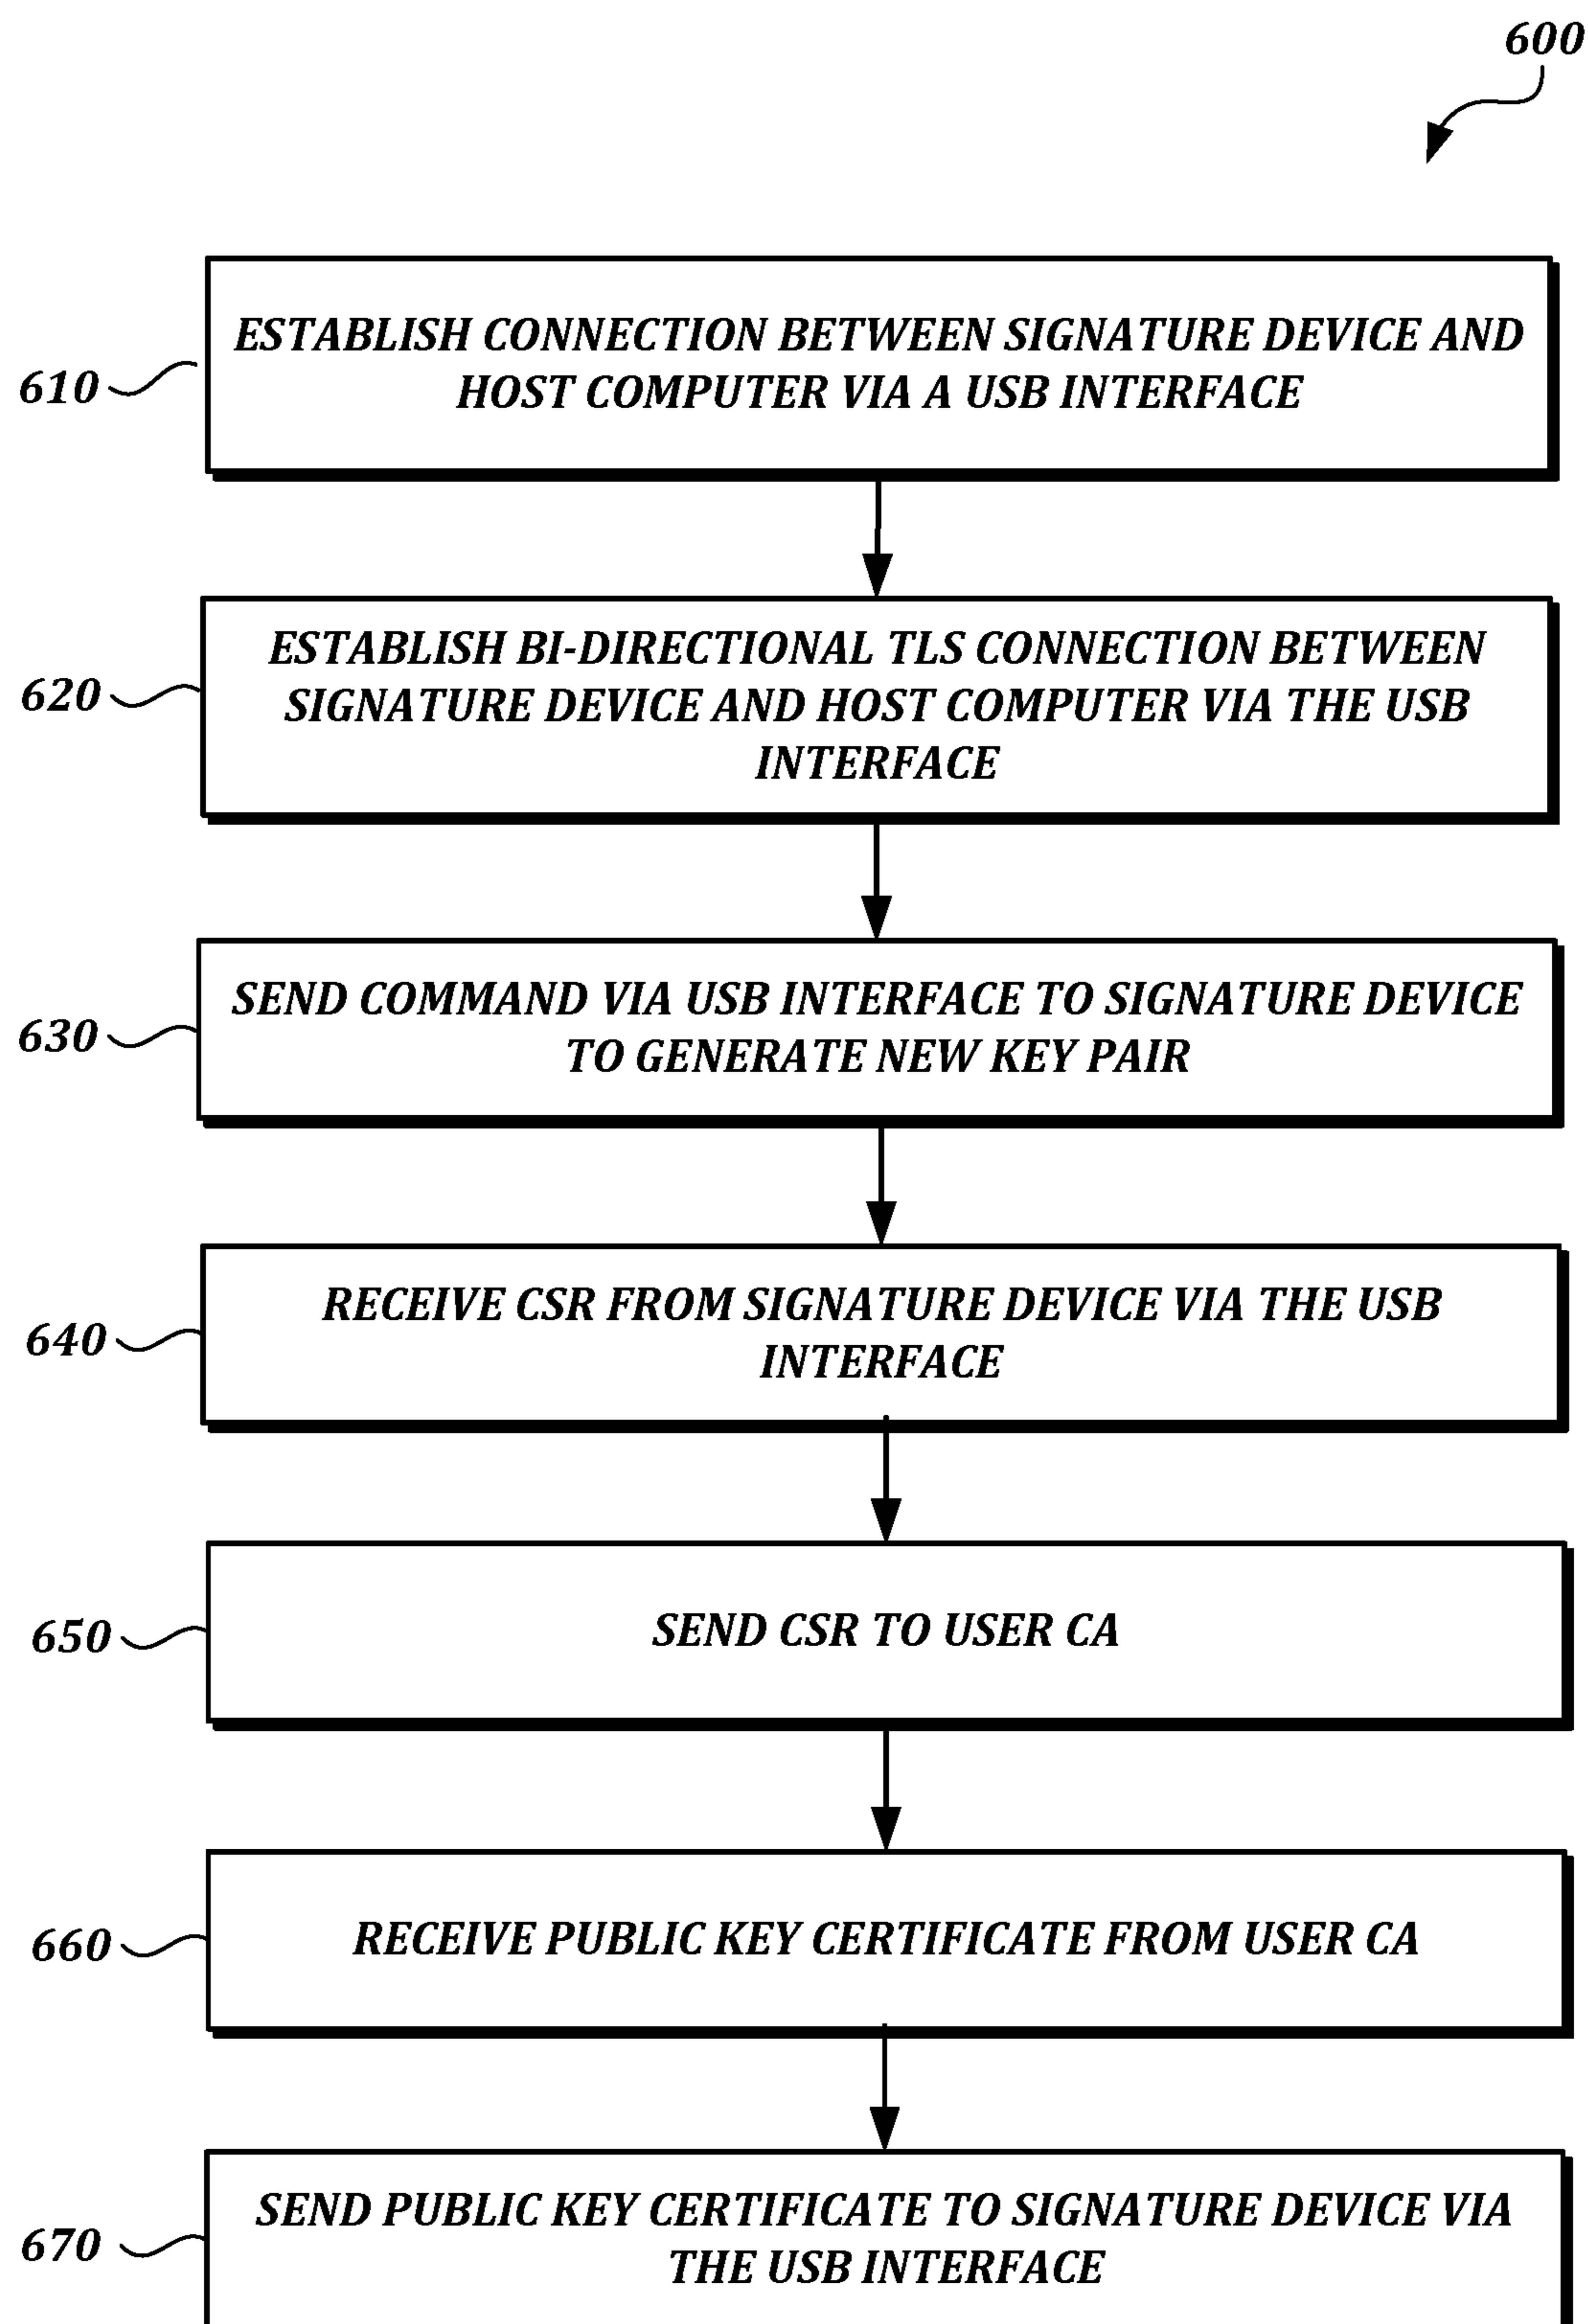 600
610
ESTABLISH CONNECTION BETWEEN SIGNATURE DEVICE AND
HOST COMPUTER VIA A USB INTERFACE
620
ESTABLISH BI-DIRECTIONAL TLS CONNECTION BETWEEN
SIGNATURE DEVICE AND HOST COMPUTER VIA THE USB
INTERFACE
630
SEND COMMAND VIA USB INTERFACE TO SIGNATURE DEVICE
TO GENERATE NEW KEY PAIR
640
RECEIVE CSR FROM SIGNATURE DEVICE VIA THE USB
INTERFACE
650
SEND CSR TO USER CA
660
RECEIVE PUBLIC KEY CERTIFICATE FROM USER CA
670
SEND PUBLIC KEY CERTIFICATE TO SIGNATURE DEVICE VIA
THE USB INTERFACE